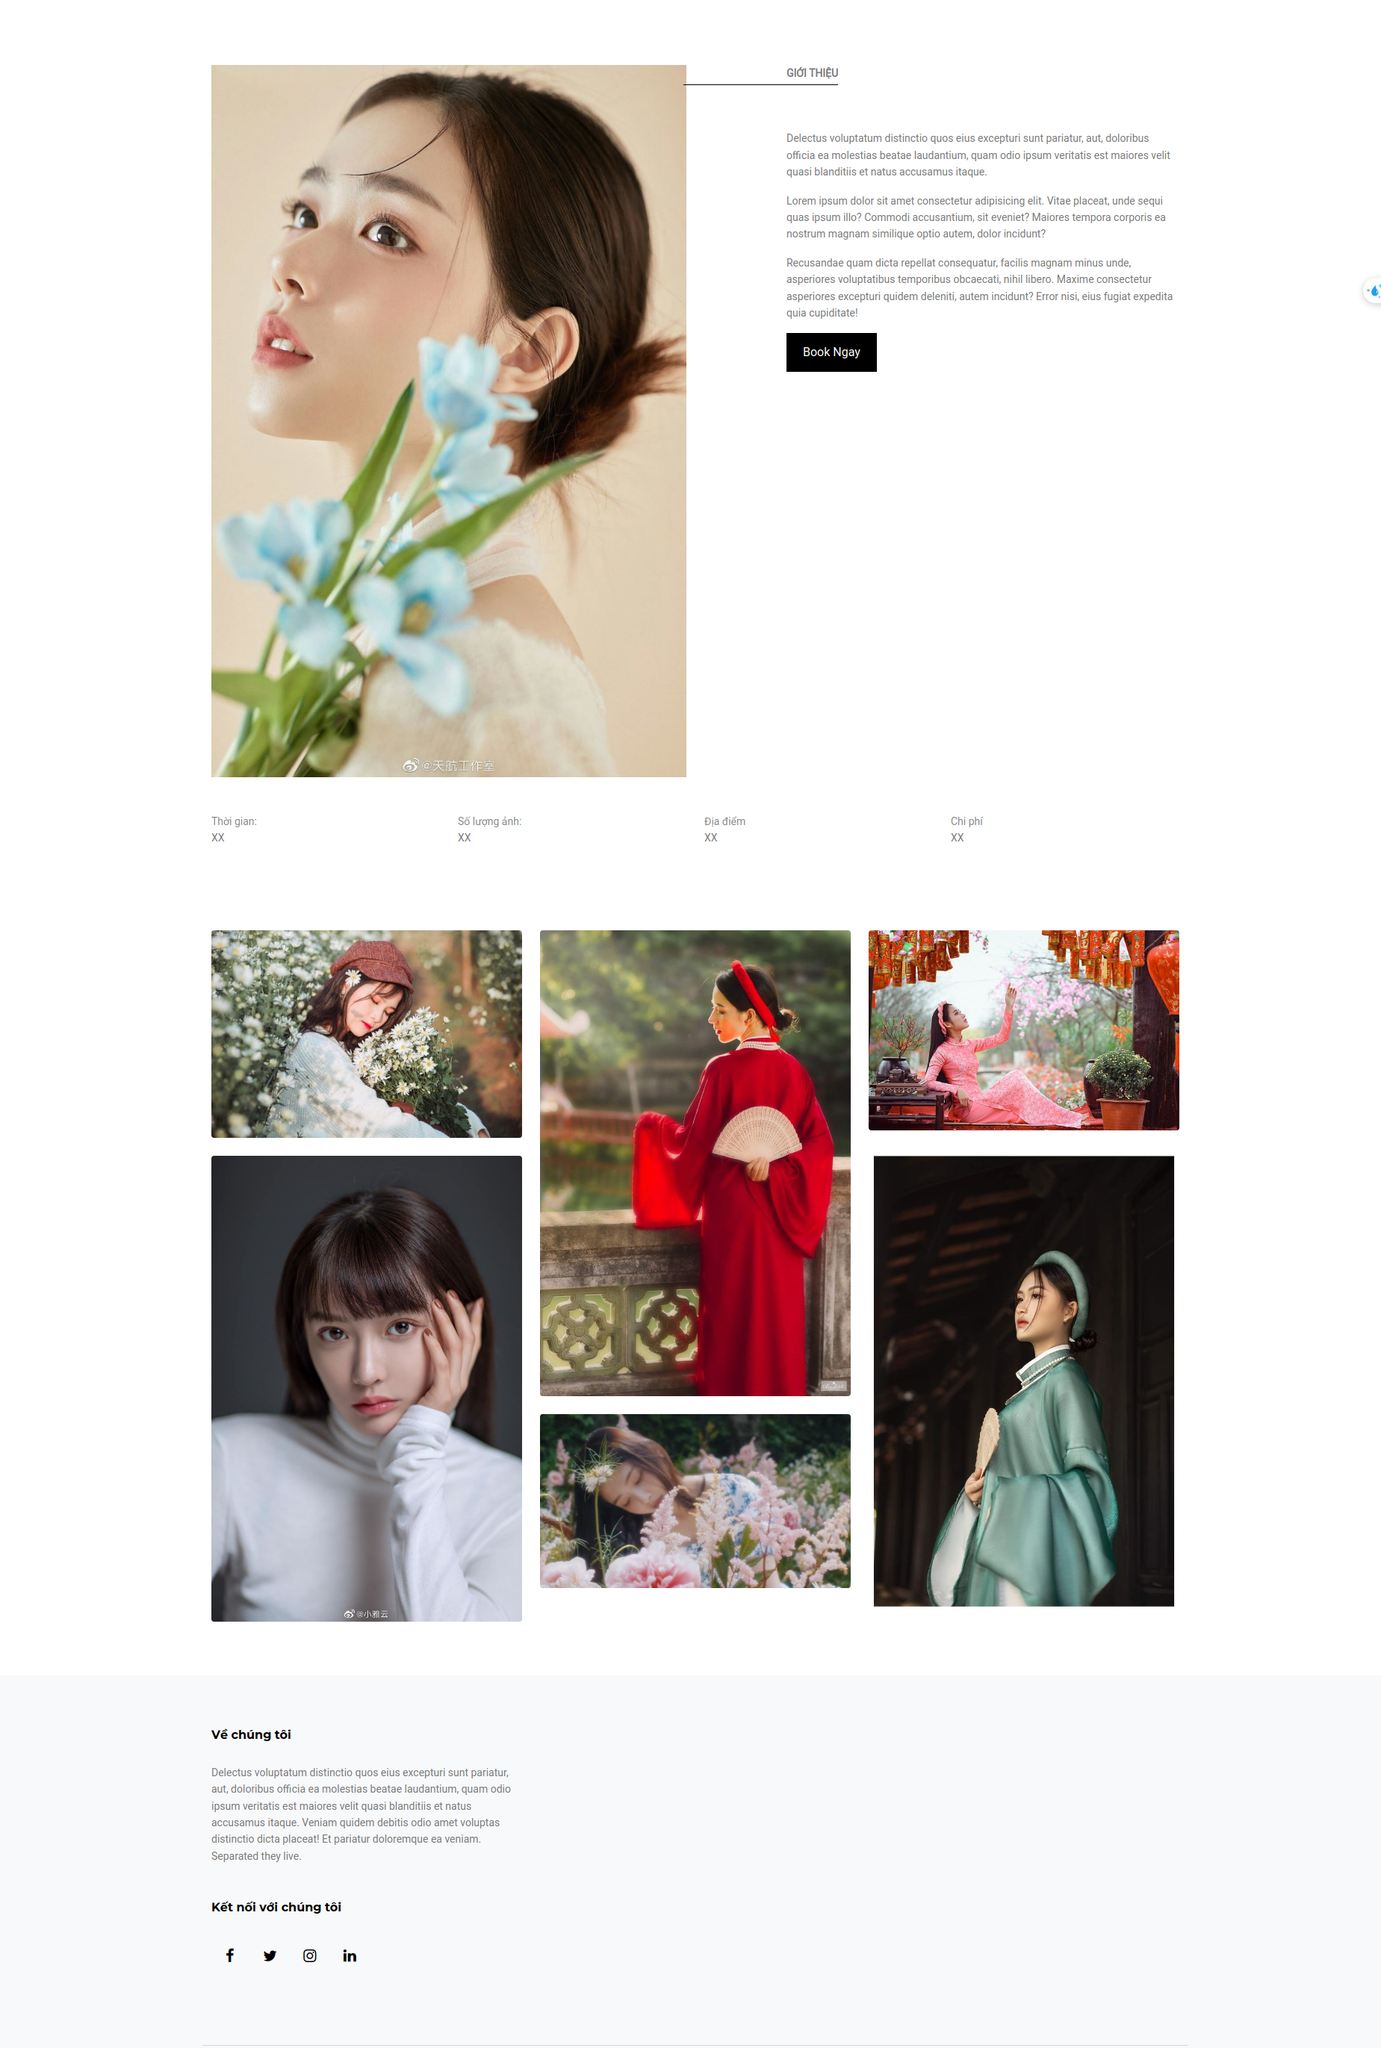 GIỚI THIỆU
Delectus voluptatum distinctio quos eius excepturi sunt pariatur, aut, doloribus
officia ea molestias beatae laudantium, quam odio ipsum veritatis est maiores velit
quasi blanditiis et natus accusamus itaque.
Lorem ipsum dolor sit amet consectetur adipisicing elit. Vitae placeat, unde sequi
quas ipsum illo? Commodi accusantium, sit eveniet? Maiores tempora corporis ea
nostrum magnam similique optio autem, dolor incidunt?
Recusandae quam dicta repellat consequatur, facilis magnam minus unde,
asperiores voluptatibus temporibus obcaecati, nihil libero. Maxime consectetur
asperiores excepturi quidem deleniti, autem incidunt? Error nisi, eius fugiat expedita
quia cupiditate!
Book Ngay
@天航工作室
Thời gian:
XX
Số lượng ảnh:
XX
Địa điểm
XX
Chi phí
XX
@小雅云
Về chúng tôi
Delectus voluptatum distinctio quos eius excepturi sunt pariatur,
aut, doloribus officia ea molestias beatae laudantium, quam odio
ipsum veritatis est maiores velit quasi blanditiis et natus
accusamus itaque. Veniam quidem debitis odio amet voluptas
distinctio dicta placeat! Et pariatur doloremque ea veniam.
Separated they live.
Kết nối với chúng tôi